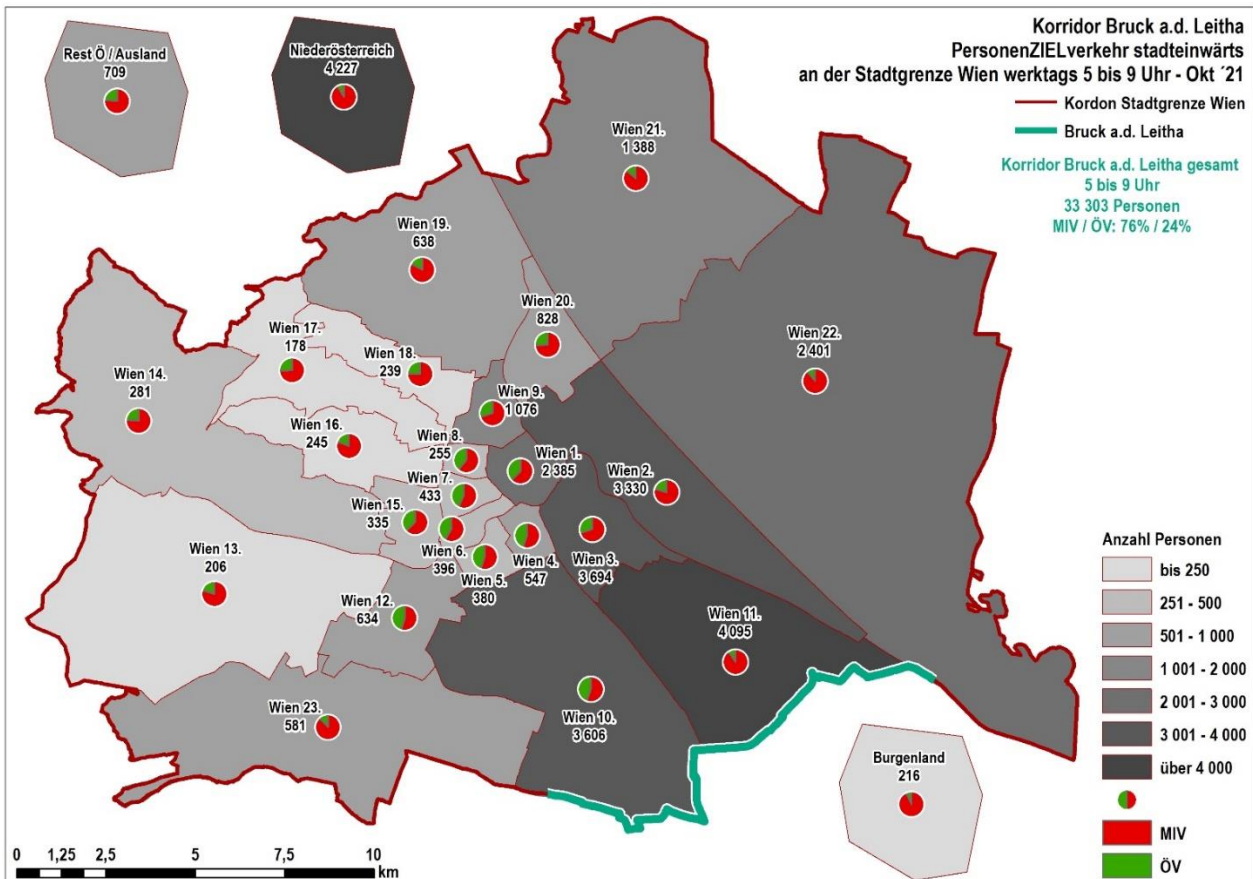 Korridor Bruck a.d. Leitha
PersonenZIELverkehr stadteinwärts
an der Stadtgrenze Wien werktags 5 bis 9 Uhr - Okt ´21
Kordon Stadtgrenze Wien
Bruck a.d. Leitha
Korridor Bruck a.d. Leitha gesamt
5 bis 9 Uhr
33 303 Personen
MIV / ÖV: 76% / 24%
Rest Ö / Ausland
709
Niederösterreich
4 227
Wien 21.
1 388
Wien 19.
638
Wien 20.
828
Wien 22.
2 401
Wien 17.
178
Wien 18.
239
Wien 14.
281
Wien 9.
1 076
Wien 16.
245
Wien 8.
255
Wien 1.
2 385
Wien 2.
3 330
Wien 7.
433
Wien 15.
335
Wien 6.
396
Wien 5.
380
Wien 4.
547
Wien 3.
3 694
Wien 13.
206
Wien 12.
634
Wien 11.
4 095
Wien 10.
3 606
Wien 23.
581
Burgenland
216
Anzahl Personen
bis 250
251 - 500
501 - 1 000
1 001 - 2 000
2 001 - 3 000
3 001 - 4 000
über 4 000
MIV
ÖV
0 1,25 2,5 5 7,5 10
km